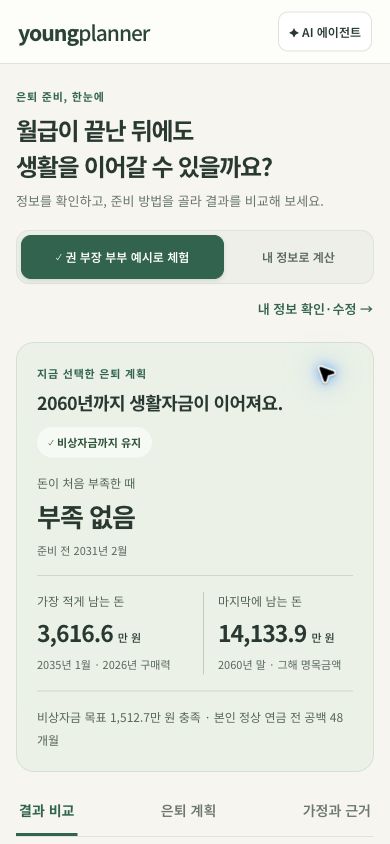 youngplanner
✦ AI 에이전트
은퇴 준비, 한눈에
월급이 끝난 뒤에도
생활을 이어갈 수 있을까요?
정보를 확인하고, 준비 방법을 골라 결과를 비교해 보세요.
✓ 권 부장 부부 예시로 체험
내 정보로 계산
내 정보 확인·수정 →
지금 선택한 은퇴 계획
2060년까지 생활자금이 이어져요.
✓ 비상자금까지 유지
돈이 처음 부족한 때
부족 없음
준비 전 2031년 2월
가장 적게 남는 돈
3,616.6 만 원
2035년 1월 · 2026년 구매력
마지막에 남는 돈
14,133.9 만 원
2060년 말 · 그해 명목금액
비상자금 목표 1,512.7만 원 충족 · 본인 정상 연금 전 공백 48
개월
결과 비교
은퇴 계획
가정과 근거